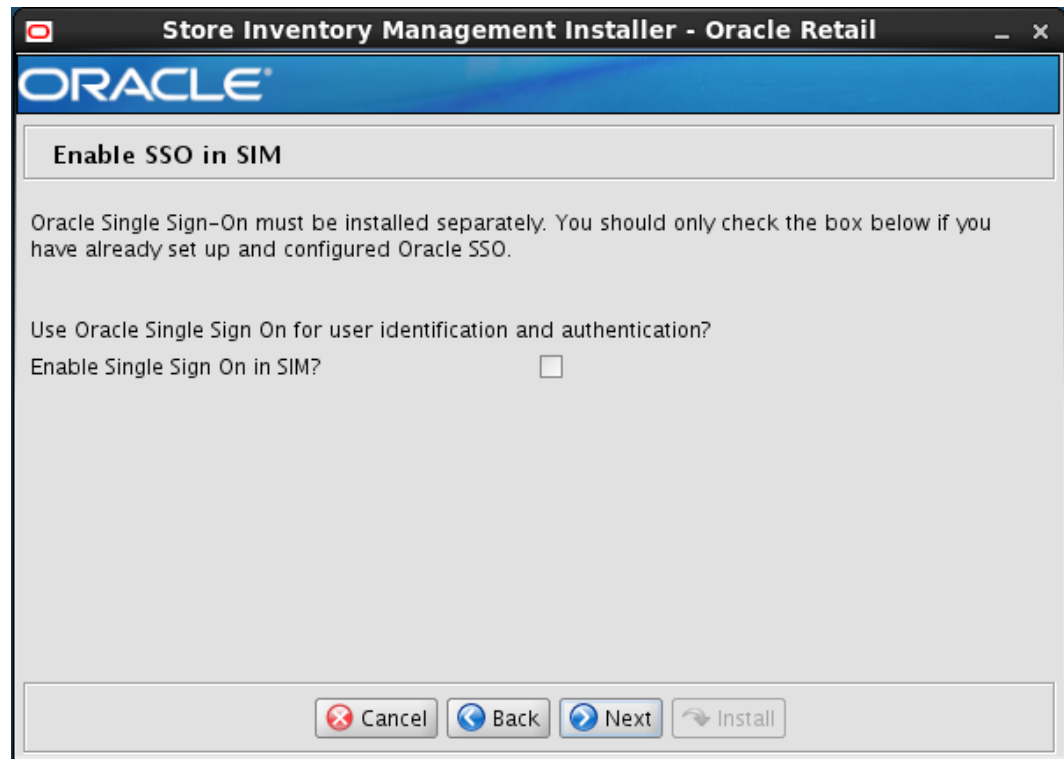 Store Inventory Management Installer - Oracle Retail
ORACLE®
Enable SSO in SIM
Oracle Single Sign-On must be installed separately. You should only check the box below if you
have already set up and configured Oracle SSO.
Use Oracle Single Sign On for user identification and authentication?
Enable Single Sign On in SIM?
Cancel Back Next Install